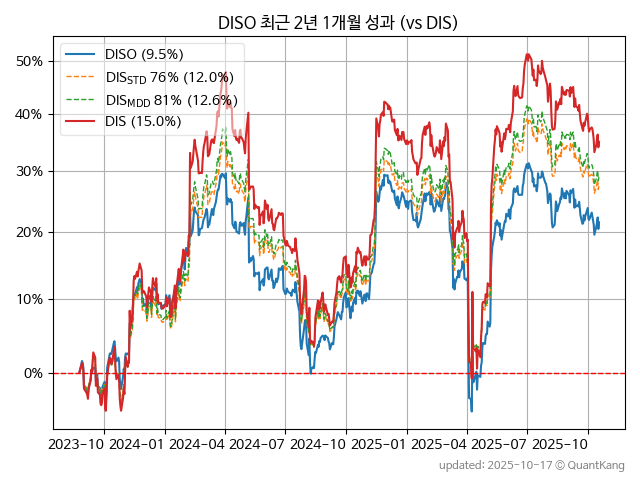 DISO 최근 2년 1개월 성과 (vs DIS)
DISO (9.5%)
DIS_STD 76% (12.0%)
DIS_MDD 81% (12.6%)
DIS (15.0%)
50%
40%
30%
20%
10%
0%
2023-10 2024-01 2024-04 2024-07 2024-10 2025-01 2025-04 2025-07 2025-10
updated: 2025-10-17 © QuantKang